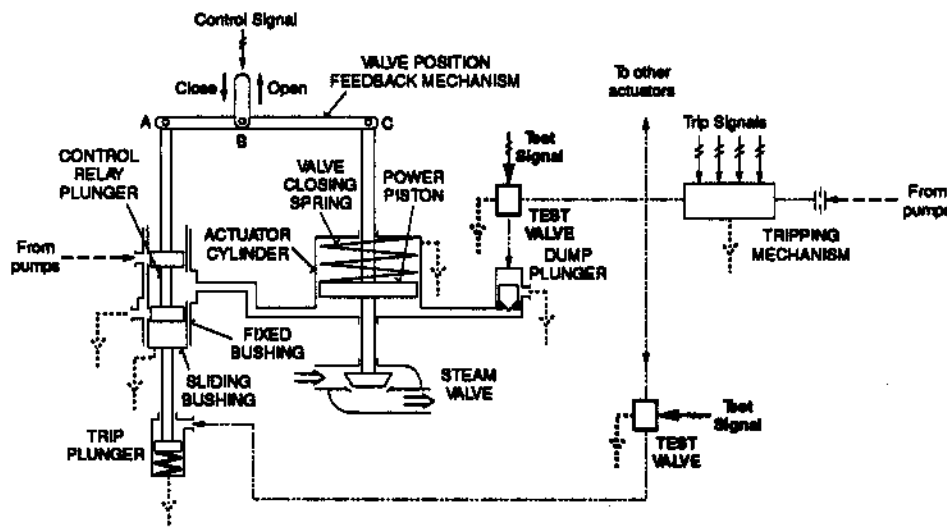 Control Signal
Close
Open
VALVE POSITION
FEEDBACK MECHANISM
To other
actuators
A
B
C
Trip Signals
Test
Signal
CONTROL
RELAY
PLUNGER
VALVE
CLOSING
SPRING
POWER
PISTON
From
pumps
TEST
VALVE
TRIPPING
MECHANISM
ACTUATOR
CYLINDER
DUMP
PLUNGER
From
pumps
FIXED
BUSHING
SLIDING
BUSHING
STEAM
VALVE
TRIP
PLUNGER
Test
Signal
TEST
VALVE